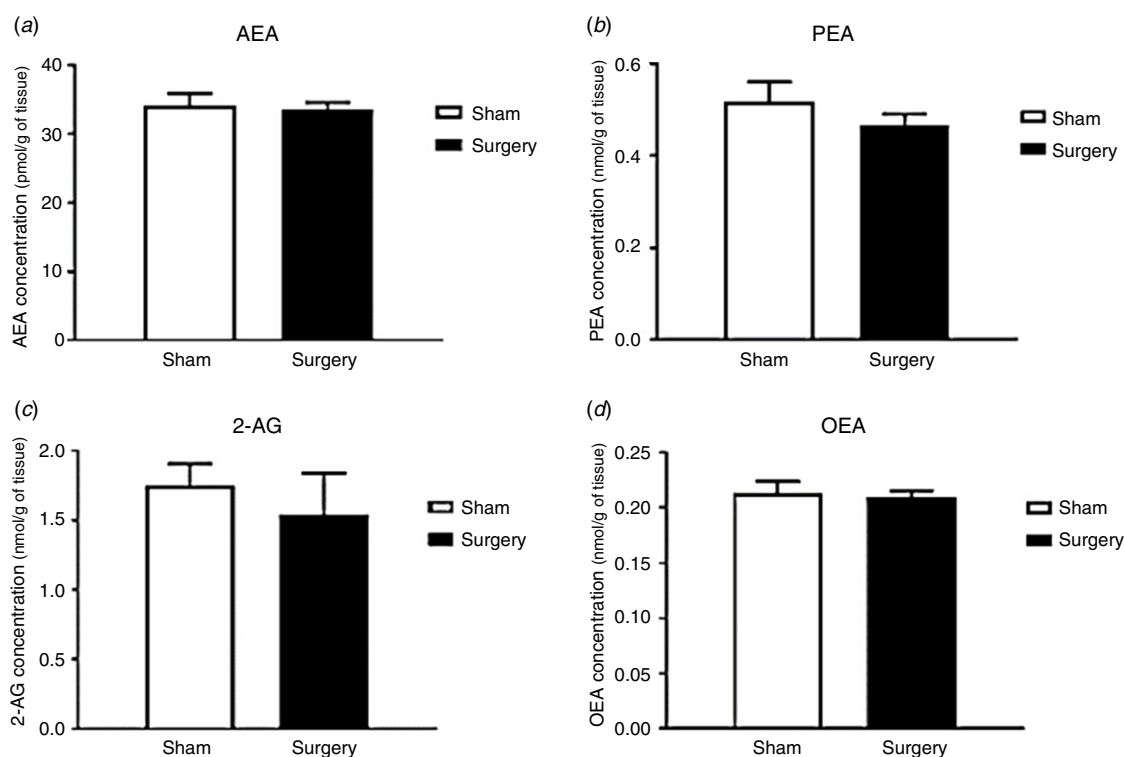 (a)
AEA
AEA concentration (pmol/g of tissue)
40
30
20
10
0
Sham
Surgery
Sham
Surgery
(b)
PEA
PEA concentration (nmol/g of tissue)
0.6
0.4
0.2
0.0
Sham
Surgery
Sham
Surgery
(c)
2-AG
2-AG concentration (nmol/g of tissue)
2.0
1.5
1.0
0.5
0.0
Sham
Surgery
Sham
Surgery
(d)
OEA
OEA concentration (nmol/g of tissue)
0.25
0.20
0.15
0.10
0.05
0.00
Sham
Surgery
Sham
Surgery